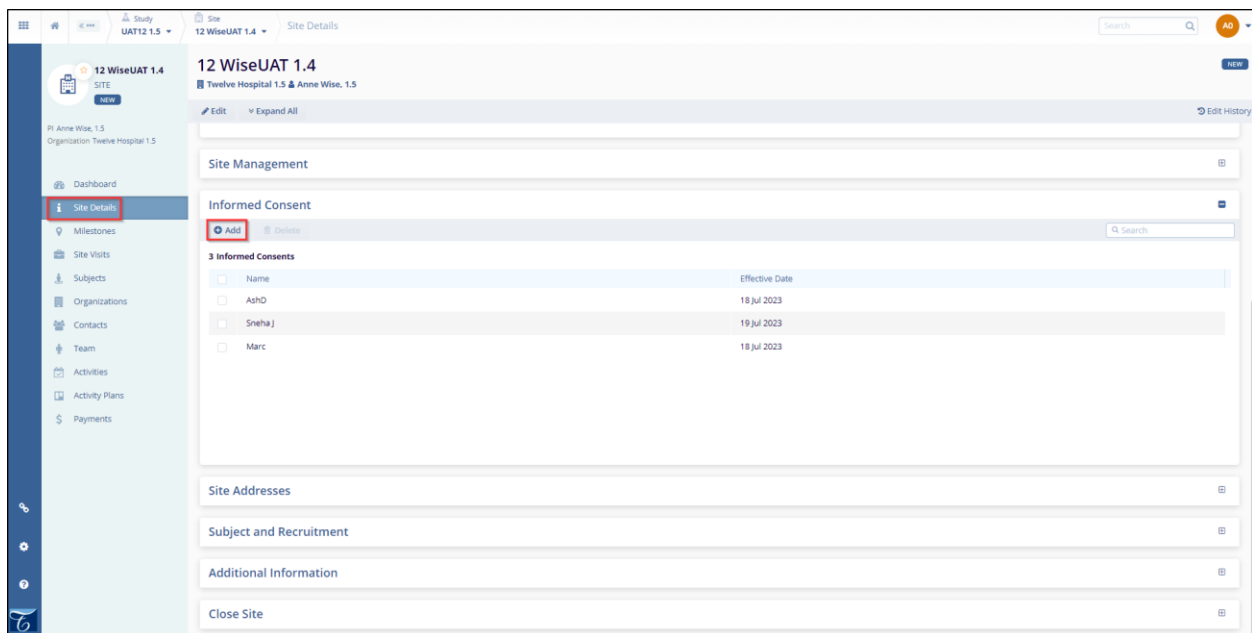 Study
UAT12 1.5
Site
12 WiseUAT 1.4
Site Details
Search
A0
12 WiseUAT 1.4
SITE
NEW
PI Anne Wise, 1.5
Organization Twelve Hospital 1.5
Dashboard
Site Details
Milestones
Site Visits
Subjects
Organizations
Contacts
Team
Activities
Activity Plans
Payments
12 WiseUAT 1.4
NEW
Twelve Hospital 1.5 Anne Wise, 1.5
Edit Expand All Edit History
Site Management
Informed Consent
Add Delete Search
3 Informed Consents
Name Effective Date
AshD 18 Jul 2023
Sneha J 19 Jul 2023
Marc 18 Jul 2023
Site Addresses
Subject and Recruitment
Additional Information
Close Site